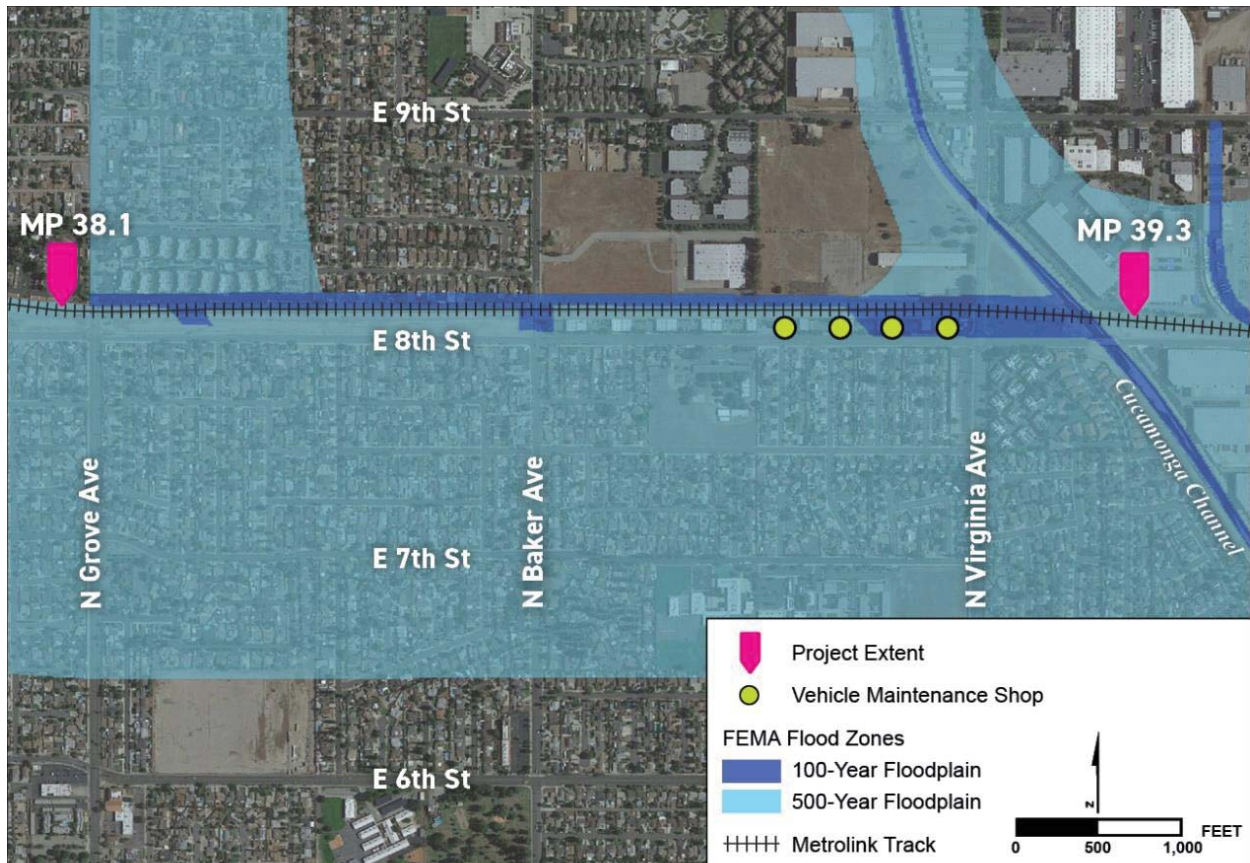 E 9th St
MP 38.1
MP 39.3
E 8th St
Cucamonga Channel
N Grove Ave
N Baker Ave
N Virginia Ave
E 7th St
E 6th St
Project Extent
Vehicle Maintenance Shop
FEMA Flood Zones
100-Year Floodplain
500-Year Floodplain
Metrolink Track
N
0 500 1,000 FEET